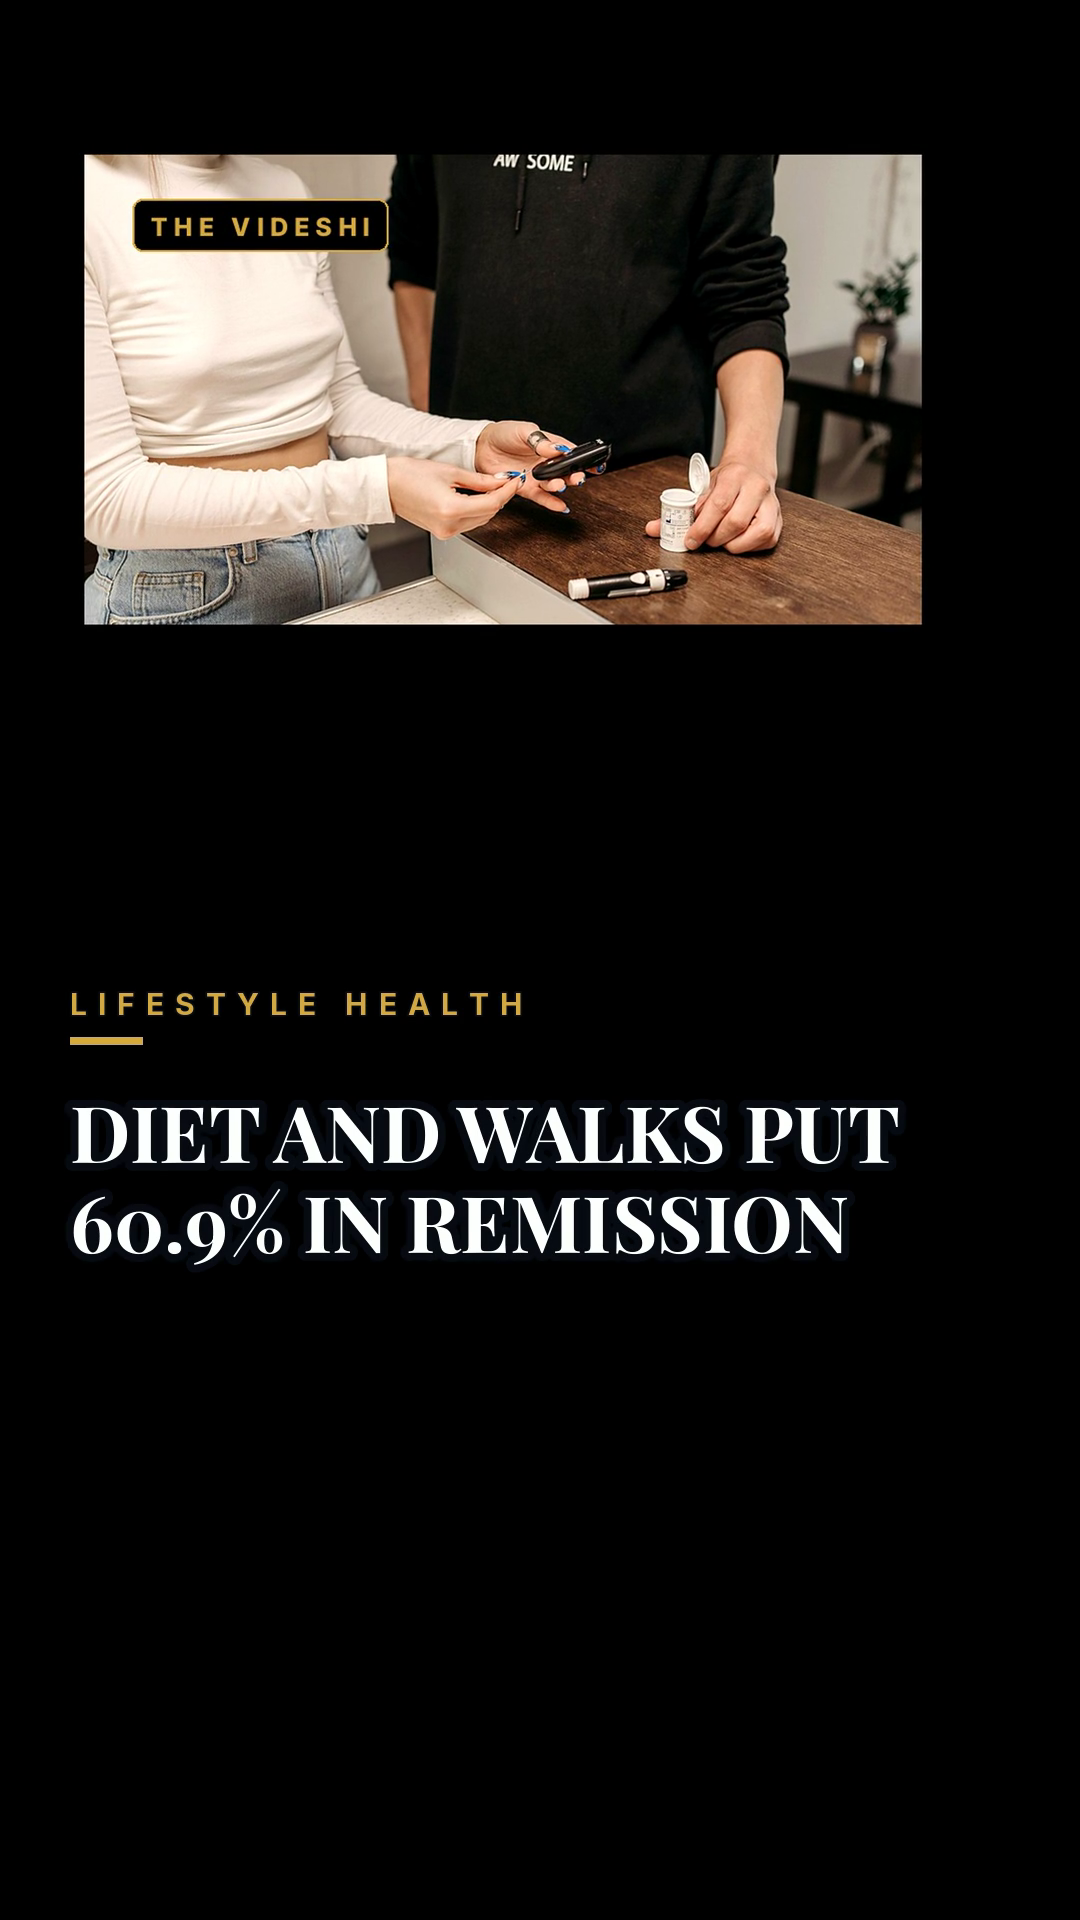 AW SOME
THE VIDESHI
LIFESTYLE HEALTH
DIET AND WALKS PUT
60.9% IN REMISSION